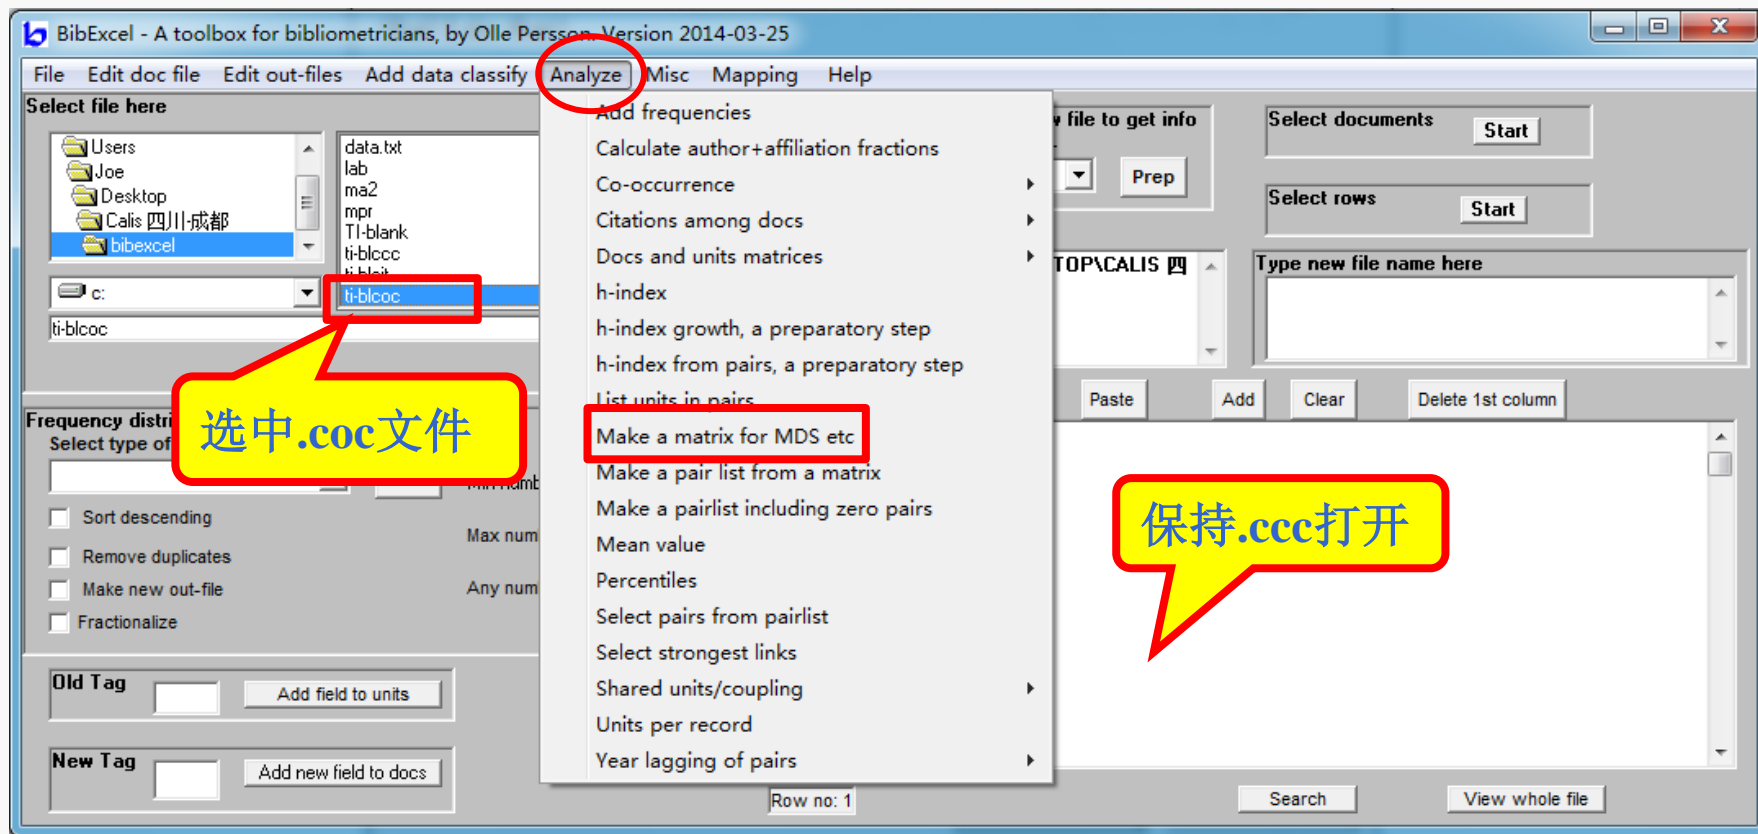 BibExcel - A toolbox for bibliometricians, by Olle Persson. Version 2014-03-25
File Edit doc file Edit out-files Add data classify Analyze Misc Mapping Help
Select file here
Users
Joe
Desktop
Calis 四川-成都
bibexcel
c:
ti-blcoc
data.txt
lab
ma2
mpr
TI-blank
ti-blccc
ti-blcoc
选中.coc文件
Add frequencies
Calculate author+affiliation fractions
Co-occurrence
Citations among docs
Docs and units matrices
h-index
h-index growth, a preparatory step
h-index from pairs, a preparatory step
List units in pairs
Make a matrix for MDS etc
Make a pair list from a matrix
Make a pairlist including zero pairs
Mean value
Percentiles
Select pairs from pairlist
Select strongest links
Shared units/coupling
Units per record
Year lagging of pairs
file to get info
Prep
Select documents
Start
Select rows
Start
TOP\CALIS 四
Type new file name here
Paste
Add
Clear
Delete 1st column
保持.ccc打开
Frequency distri
Select type of
Sort descending
Remove duplicates
Make new out-file
Fractionalize
Max num
Any num
Old Tag
Add field to units
New Tag
Add new field to docs
Row no: 1
Search
View whole file